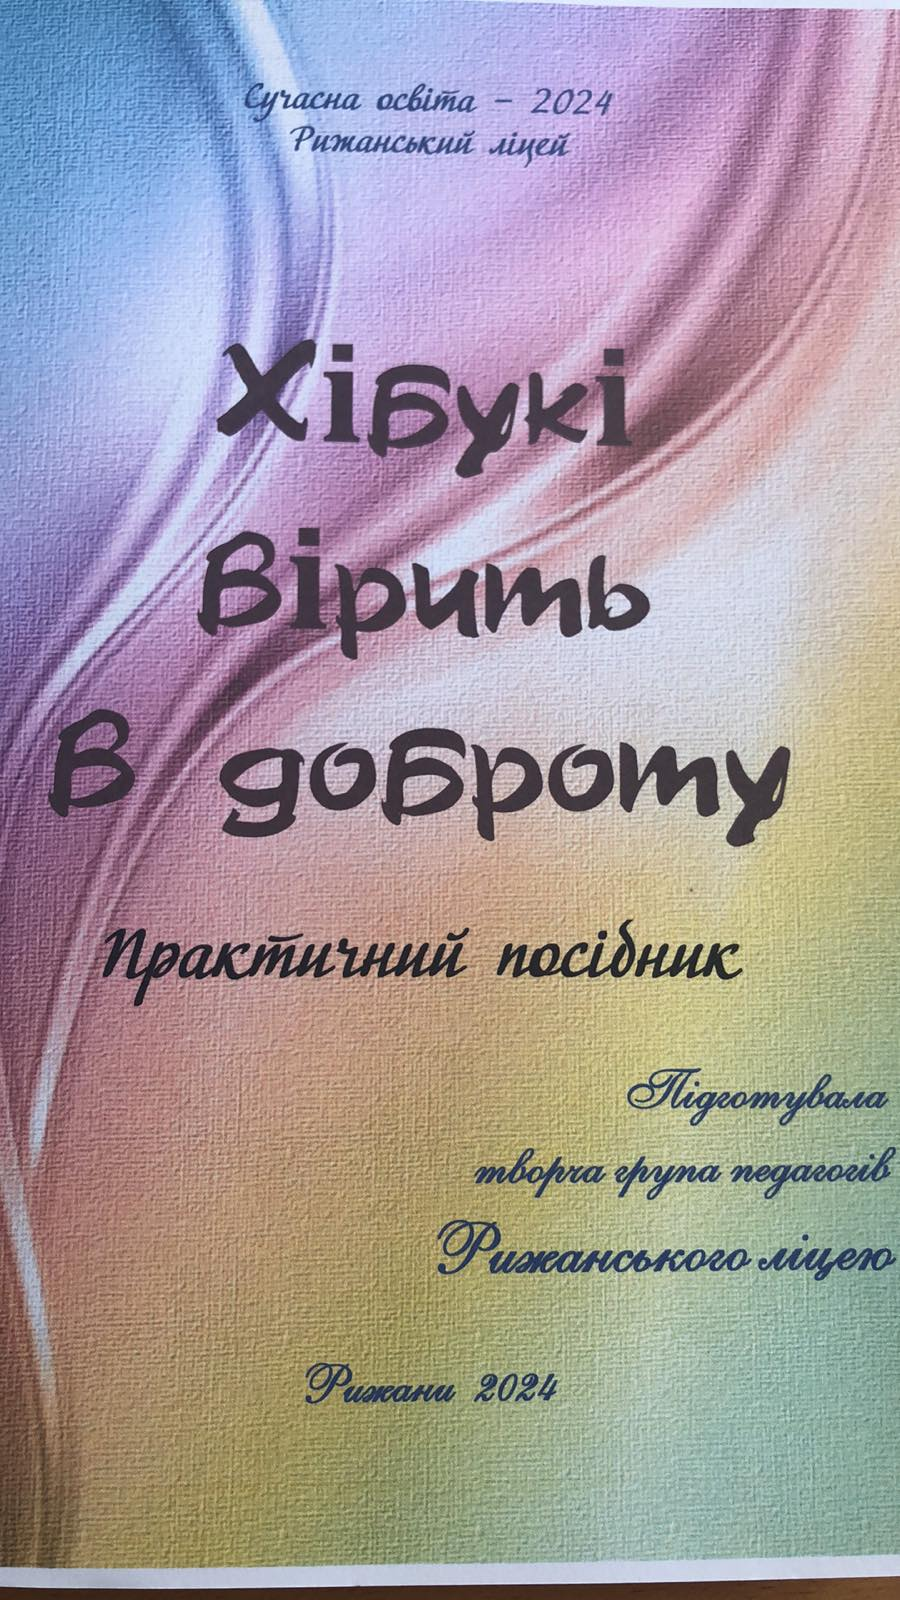 Сучасна освіта – 2024
Рижанський ліцей
Хібукі
Вірить
В доброту
Практичний посібник
Підготувала
творча група педагогів
Рижанського ліцею
Рижани 2024